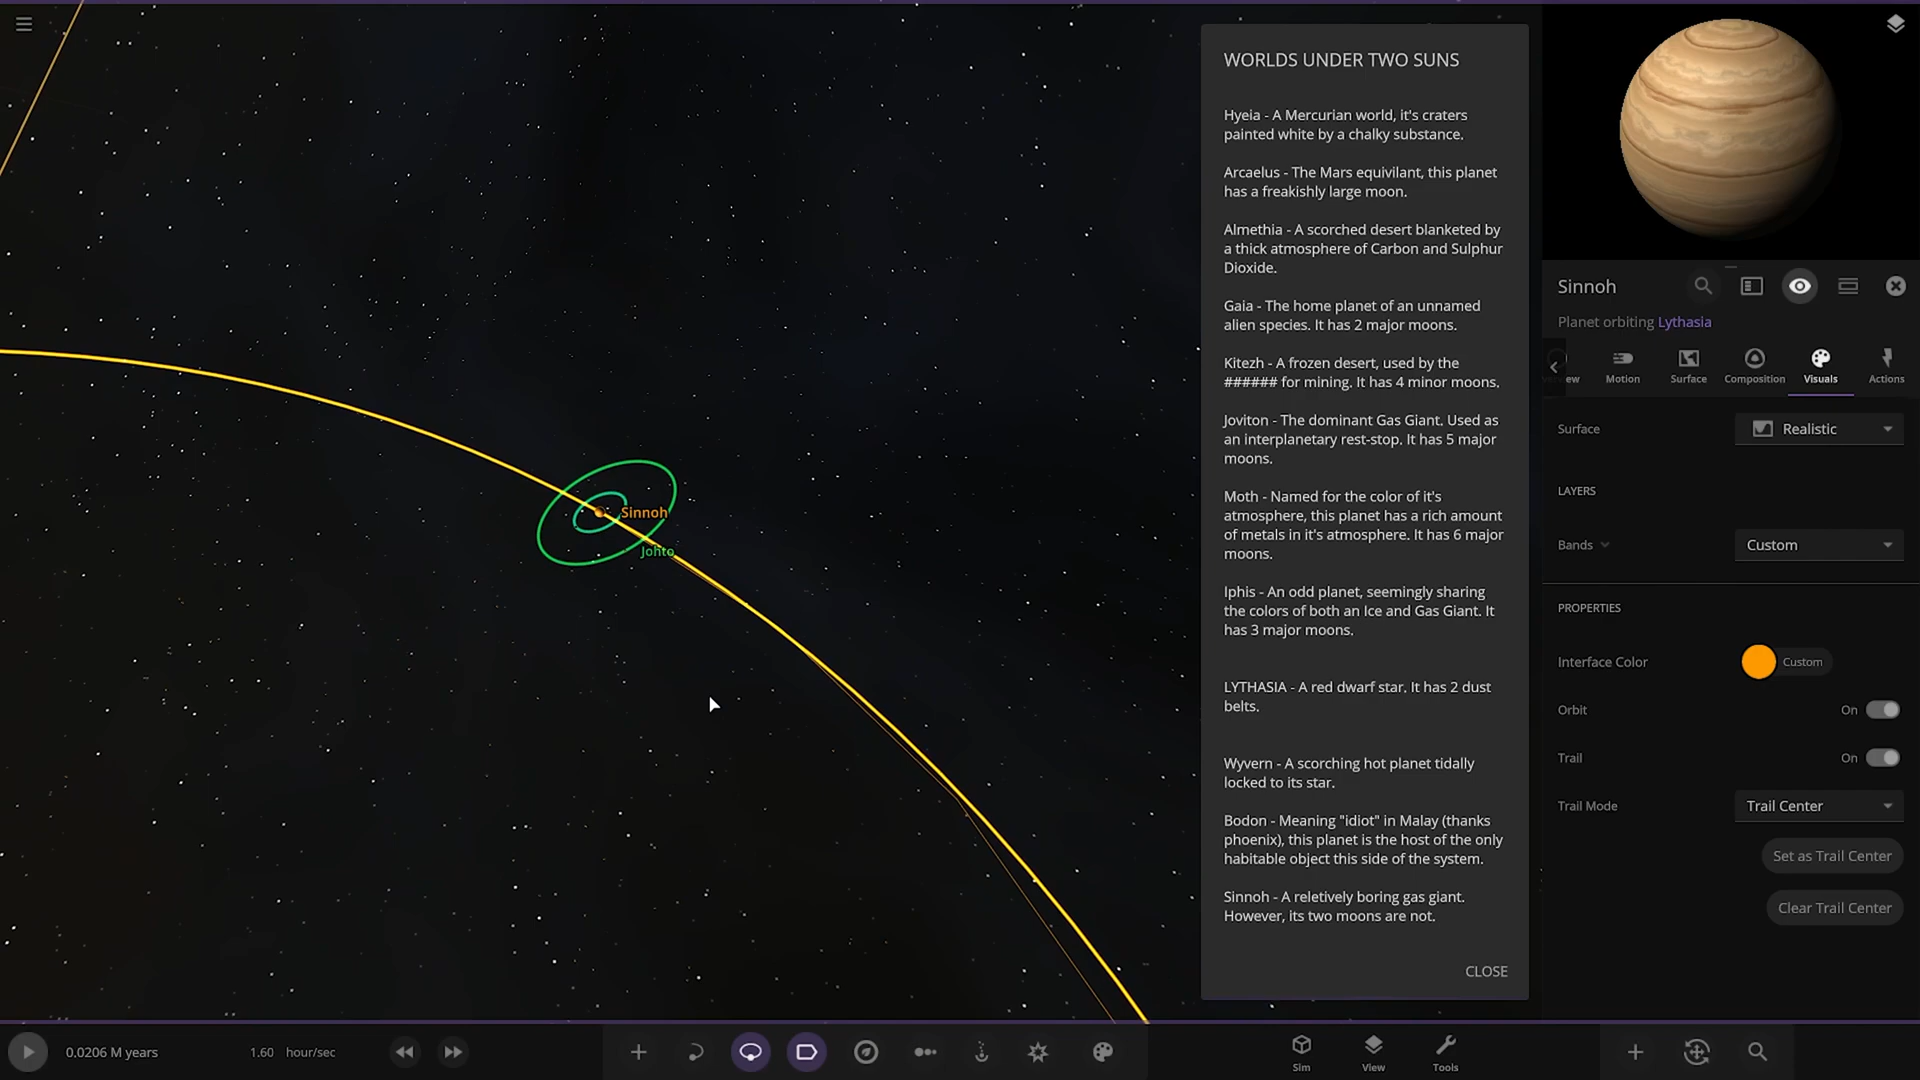 WORLDS UNDER TWO SUNS
Hyeia - A Mercurian world, it's craters
painted white by a chalky substance.
Arcaelus - The Mars equivilant, this planet
has a freakishly large moon.
Almethia - A scorched desert blanketed by
a thick atmosphere of Carbon and Sulphur
Dioxide.
Gaia - The home planet of an unnamed
alien species. It has 2 major moons.
Kitezh - A frozen desert, used by the
###### for mining. It has 4 minor moons.
Joviton - The dominant Gas Giant. Used as
an interplanetary rest-stop. It has 5 major
moons.
Moth - Named for the color of it's
atmosphere, this planet has a rich amount
of metals in it's atmosphere. It has 6 major
moons.
Iphis - An odd planet, seemingly sharing
the colors of both an Ice and Gas Giant. It
has 3 major moons.
LYTHASIA - A red dwarf star. It has 2 dust
belts.
Wyvern - A scorching hot planet tidally
locked to its star.
Bodon - Meaning "idiot" in Malay (thanks
phoenix), this planet is the host of the only
habitable object this side of the system.
Sinnoh - A reletively boring gas giant.
However, its two moons are not.
CLOSE
Sinnoh
Johto
Sinnoh
Planet orbiting Lythasia
Motion Surface Composition Visuals Actions
Surface Realistic
LAYERS
Bands Custom
PROPERTIES
Interface Color Custom
Orbit On
Trail On
Trail Mode Trail Center
Set as Trail Center
Clear Trail Center
0.0206 M years 1.60 hour/sec
Sim View Tools